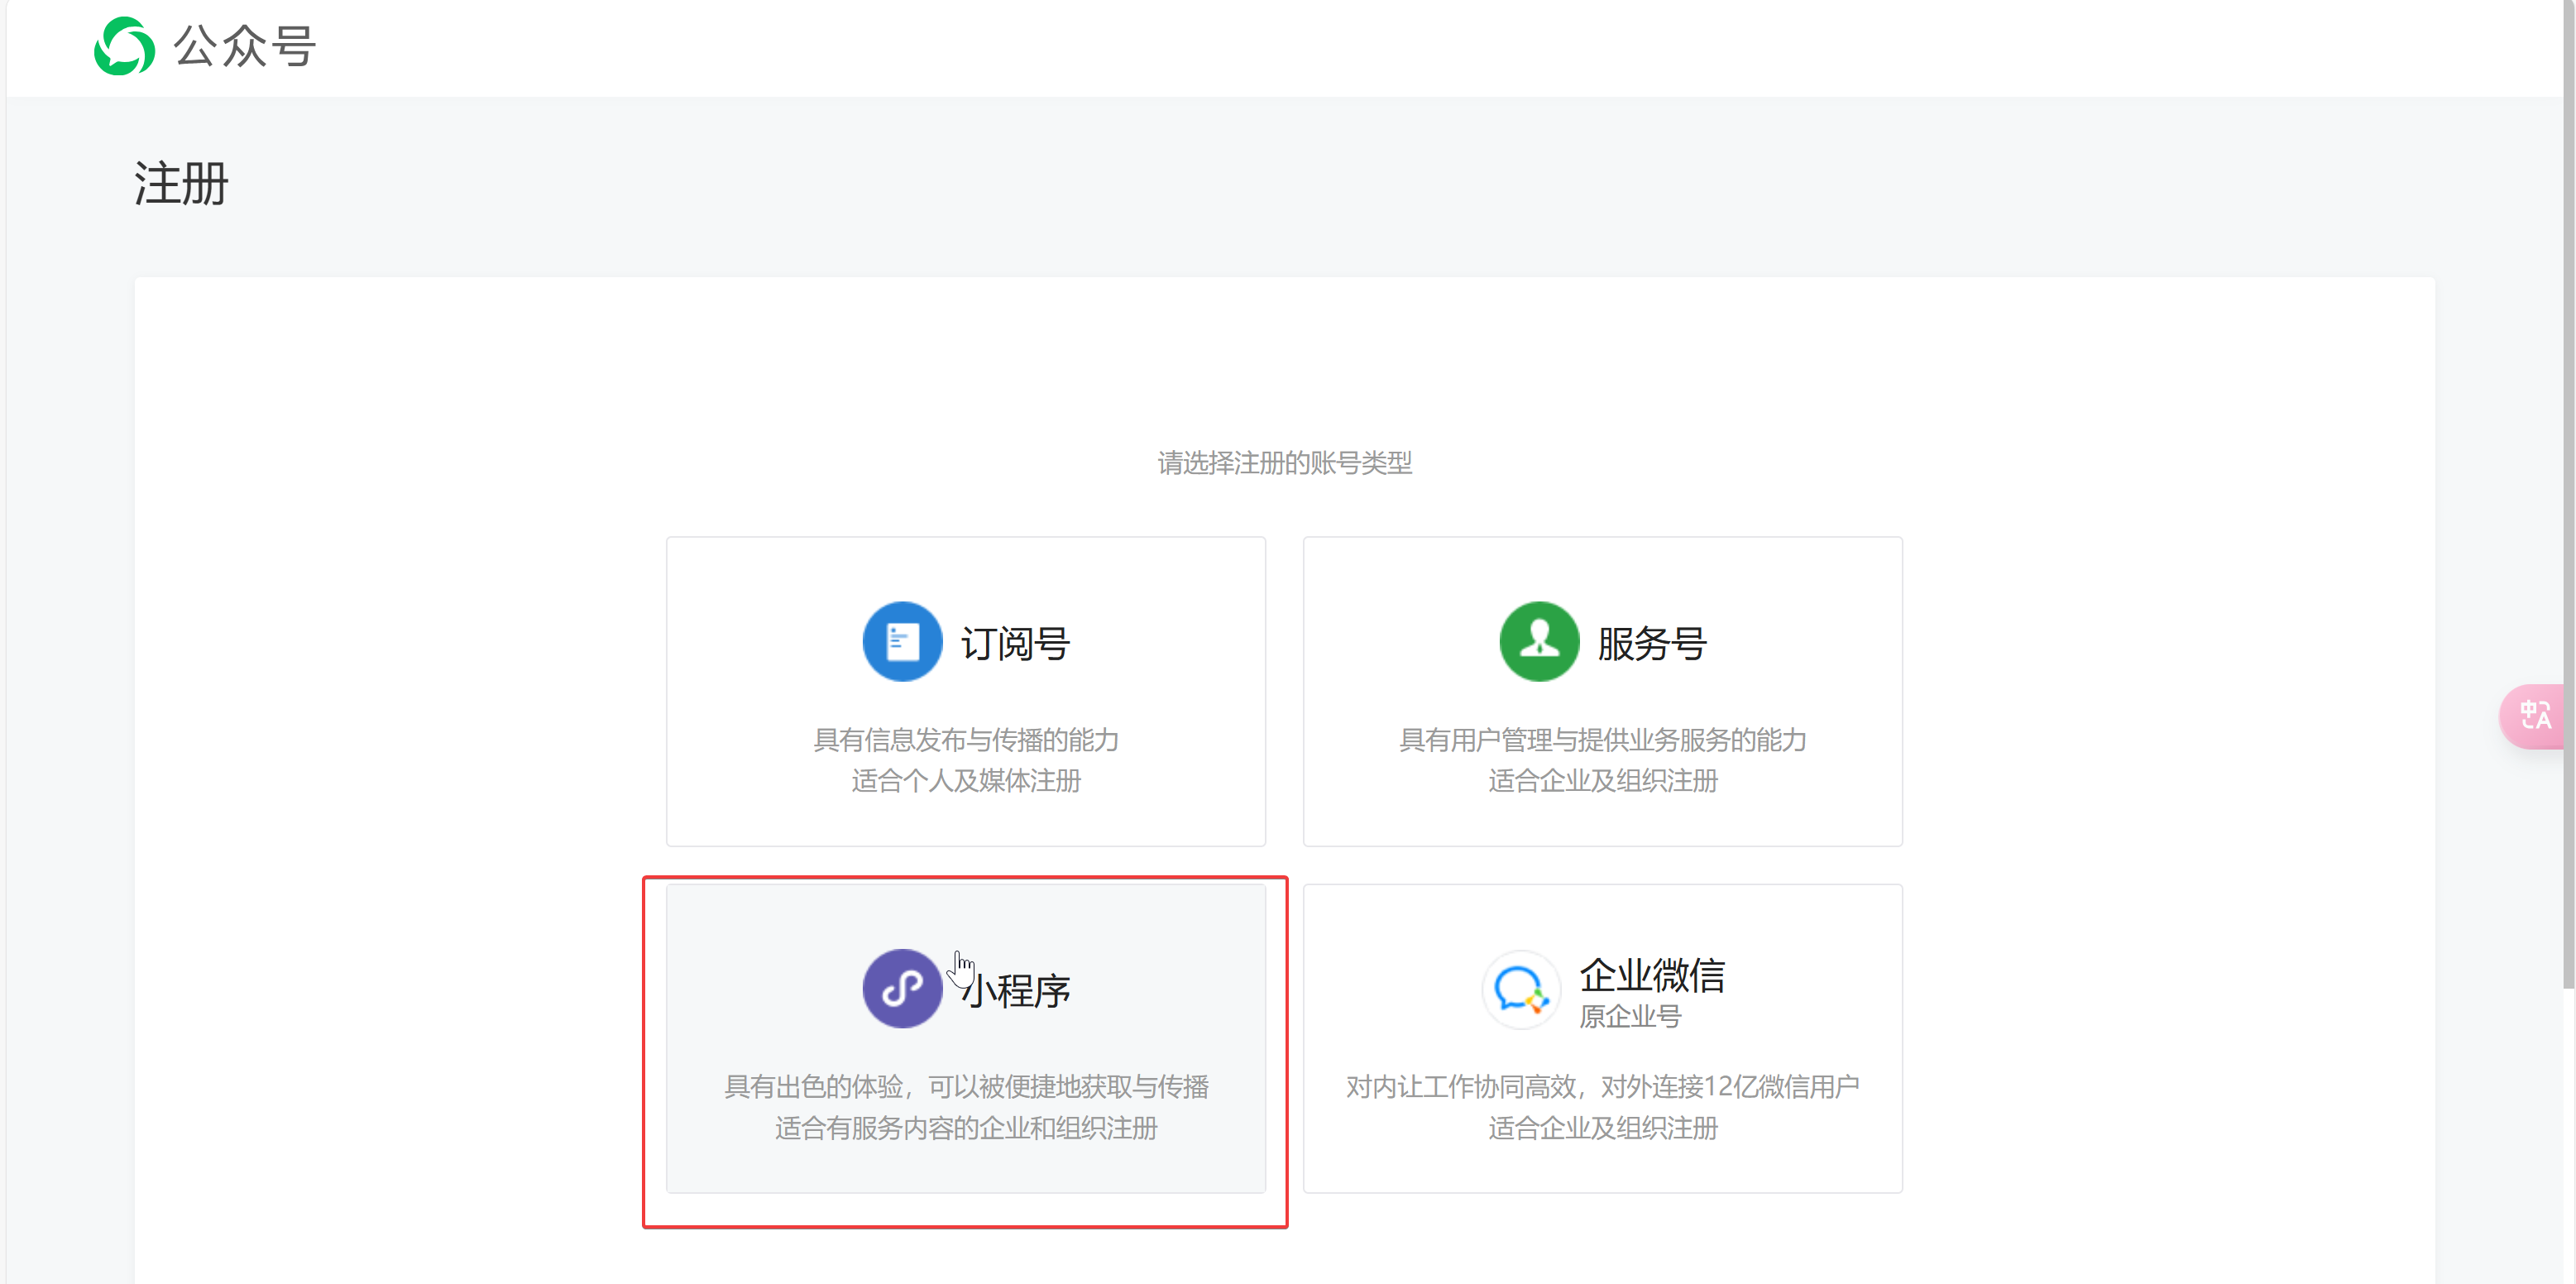 公众号
注册
请选择注册的账号类型
订阅号
具有信息发布与传播的能力
适合个人及媒体注册
服务号
具有用户管理与提供业务服务的能力
适合企业及组织注册
小程序
具有出色的体验，可以被便捷地获取与传播
适合有服务内容的企业和组织注册
企业微信
原企业号
对内让工作协同高效，对外连接12亿微信用户
适合企业及组织注册
中A